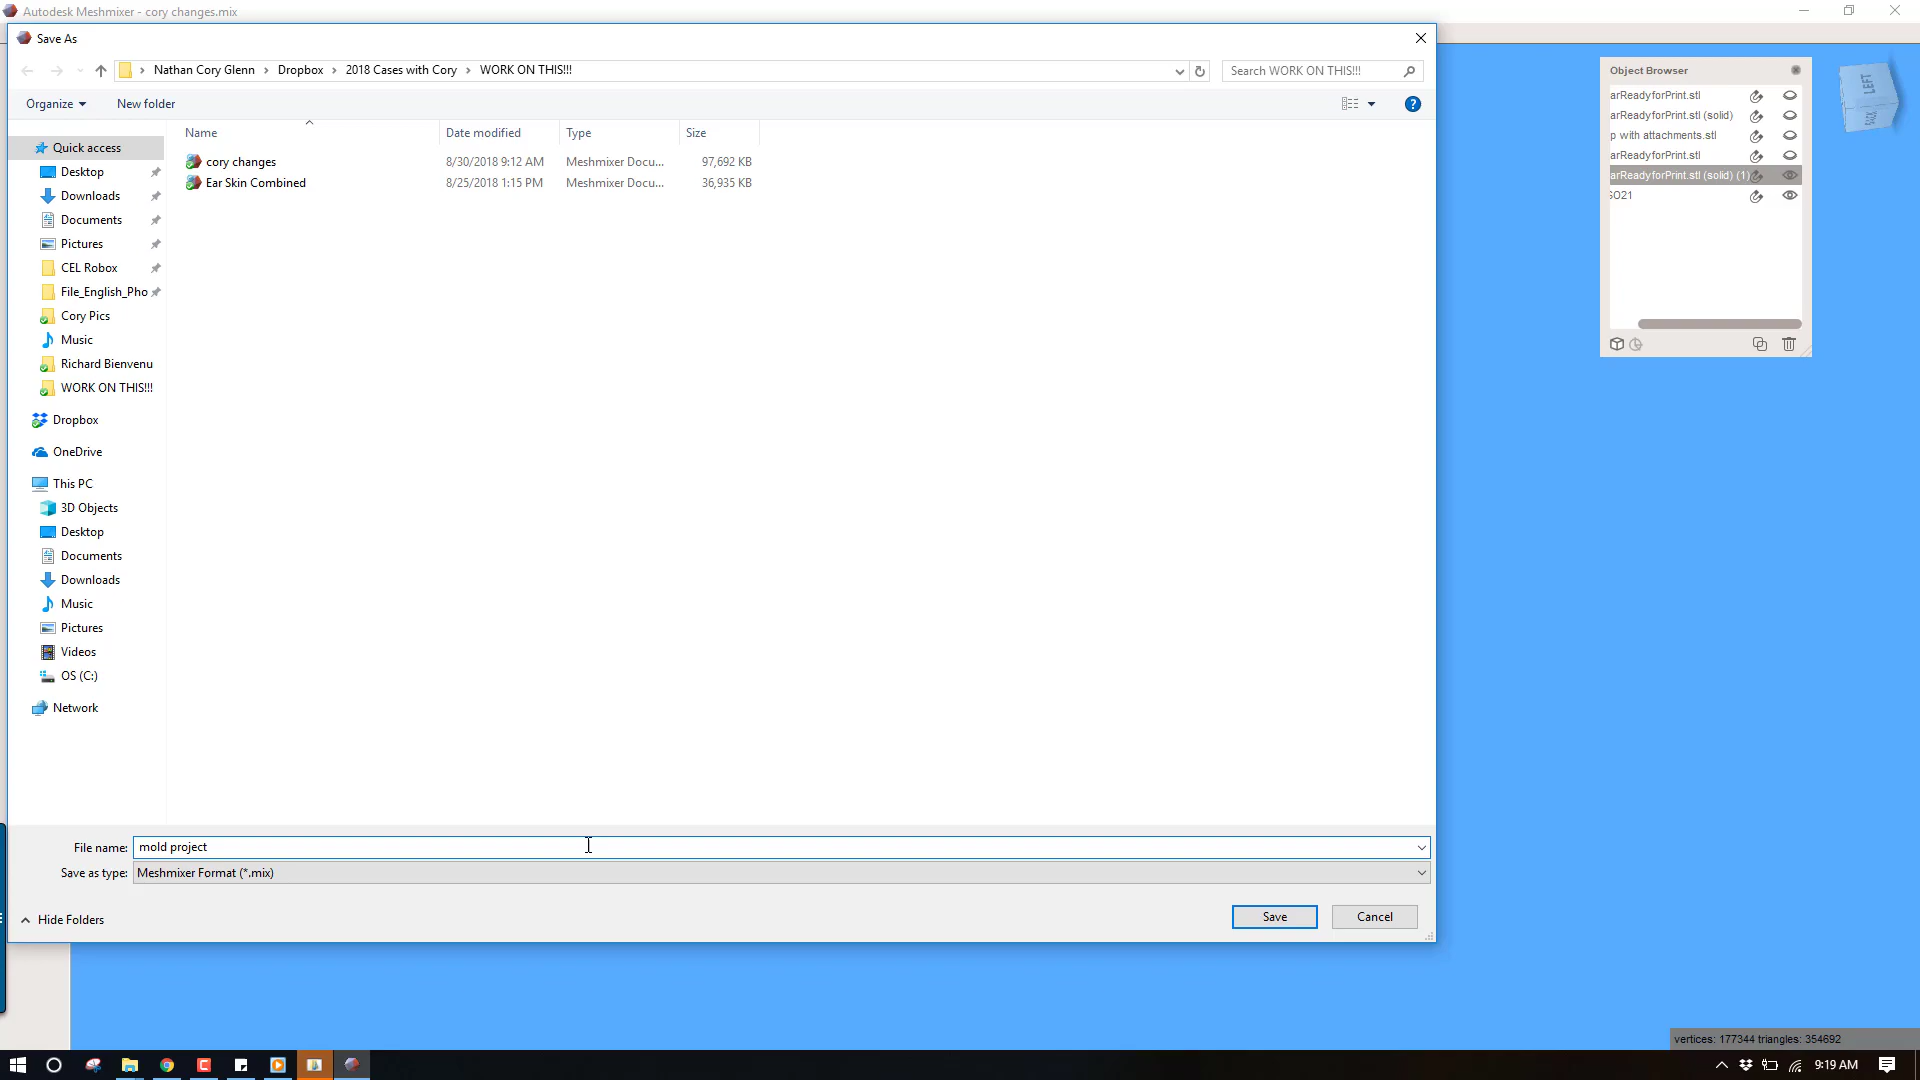 Autodesk Meshmixer - cory changes.mix
Save As
Nathan Cory Glenn > Dropbox > 2018 Cases with Cory > WORK ON THIS!!!
Search WORK ON THIS!!!
Organize
New folder
Name
Date modified
Type
Size
cory changes 8/30/2018 9:12 AM Meshmixer Docu... 97,692 KB
Ear Skin Combined 8/25/2018 1:15 PM Meshmixer Docu... 36,935 KB
Quick access
Desktop
Downloads
Documents
Pictures
CEL Robox
File_English_Pho
Cory Pics
Music
Richard Bienvenu
WORK ON THIS!!!
Dropbox
OneDrive
This PC
3D Objects
Desktop
Documents
Downloads
Music
Pictures
Videos
OS (C:)
Network
File name: mold project
Save as type: Meshmixer Format (*.mix)
Hide Folders
Save
Cancel
Object Browser
arReadyforPrint.stl
arReadyforPrint.stl (solid)
p with attachments.stl
arReadyforPrint.stl
arReadyforPrint.stl (solid) (1)
SO21
LEFT
BACK
vertices: 177344 triangles: 354692
9:19 AM